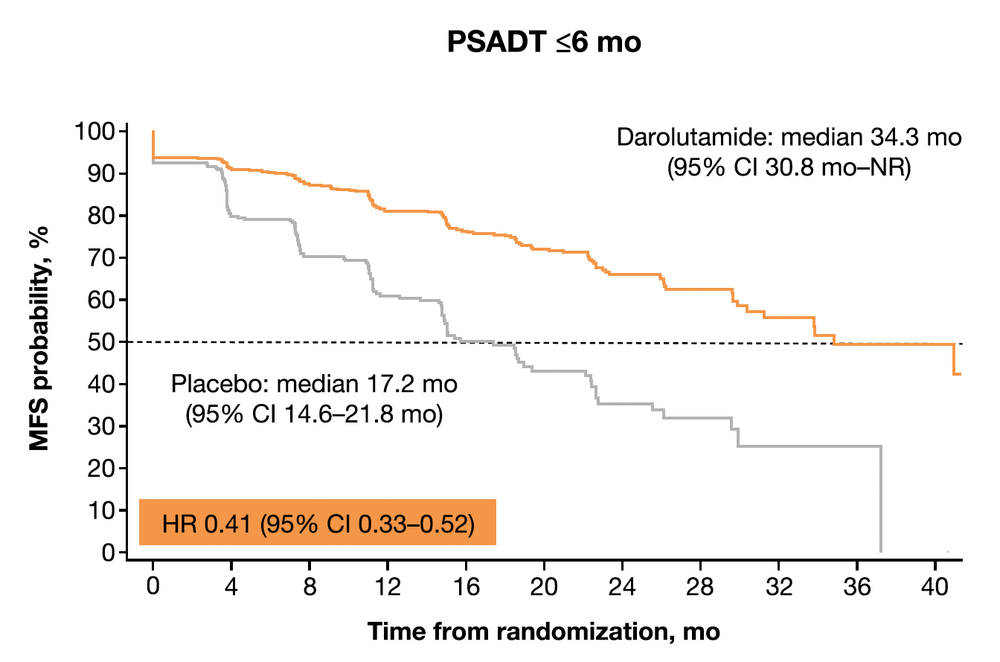 PSADT ≤6 mo
Darolutamide: median 34.3 mo
(95% CI 30.8 mo–NR)
MFS probability, %
100
90
80
70
60
50
40
30
20
10
0
Placebo: median 17.2 mo
(95% CI 14.6–21.8 mo)
HR 0.41 (95% CI 0.33–0.52)
0 4 8 12 16 20 24 28 32 36 40
Time from randomization, mo